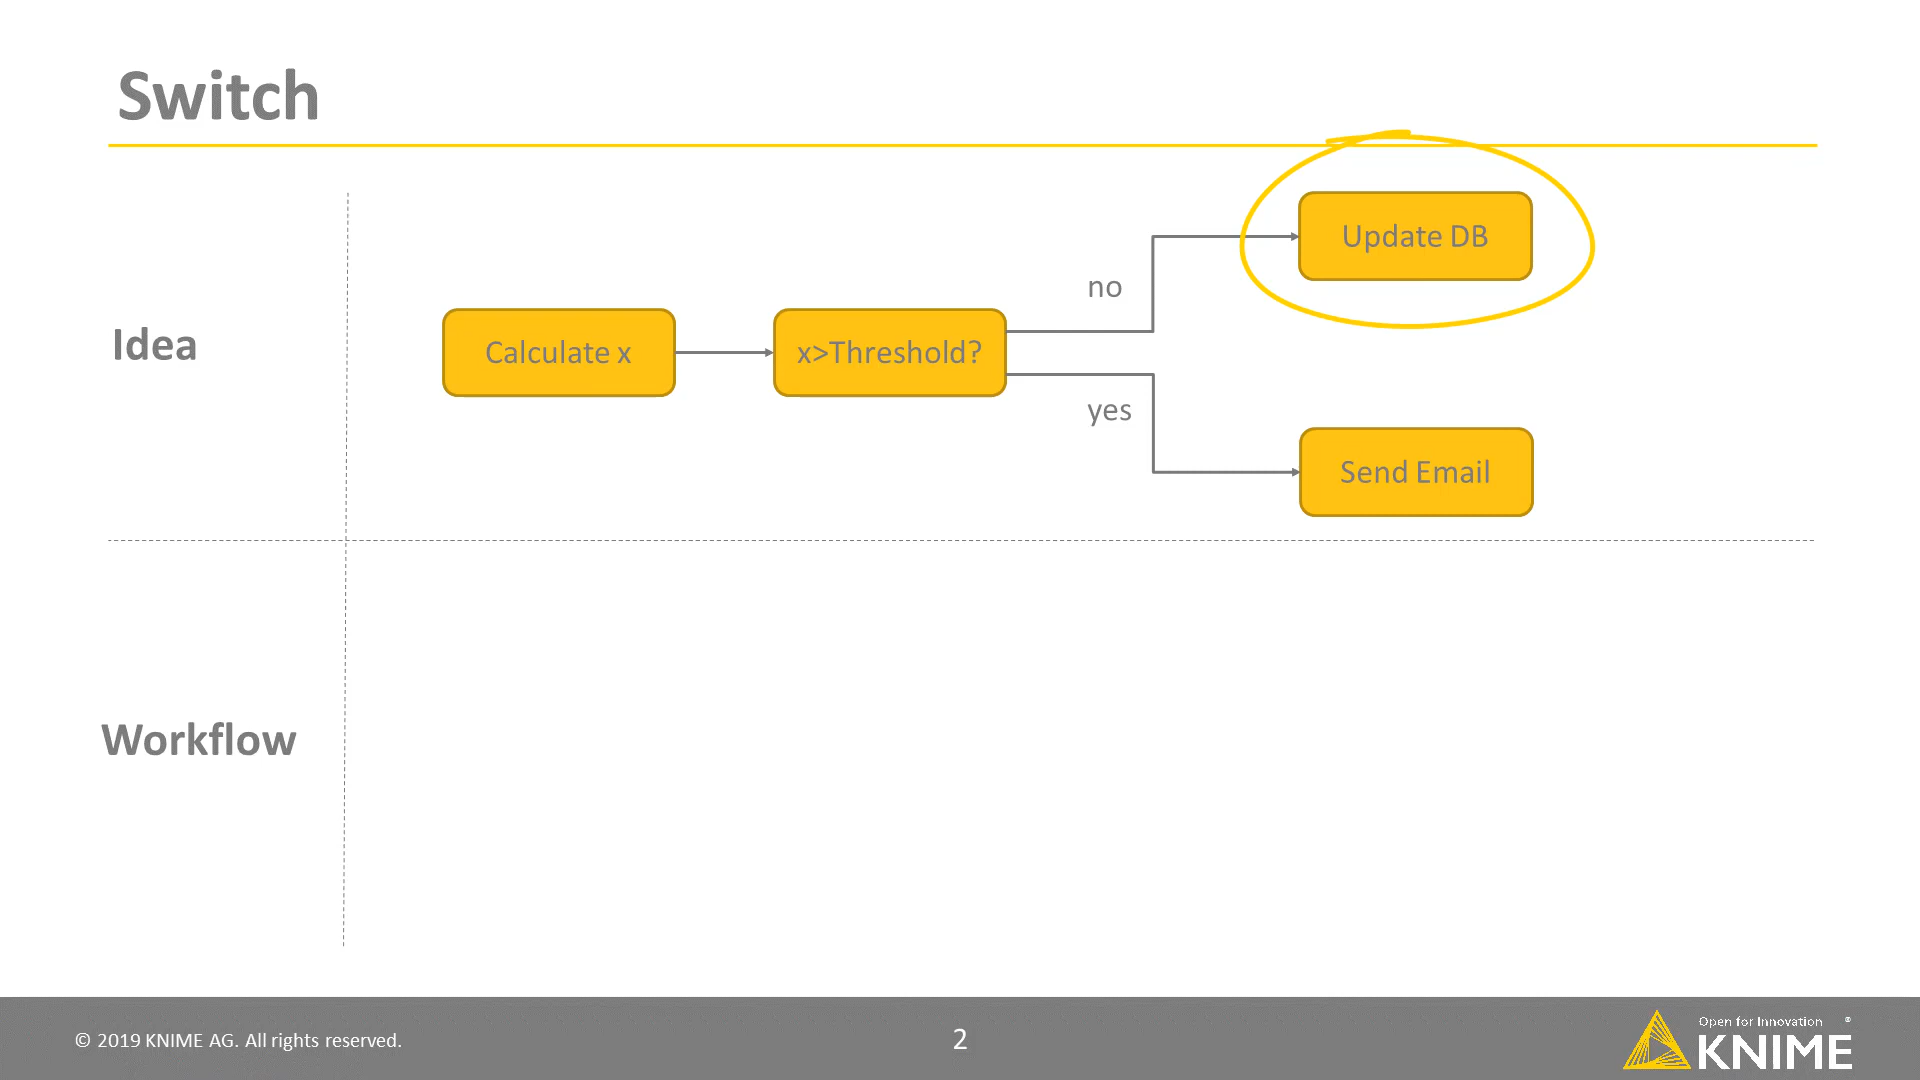 Switch
Idea
Calculate x
x>Threshold?
no
yes
Update DB
Send Email
Workflow
© 2019 KNIME AG. All rights reserved.
2
Open for Innovation ®
KNIME